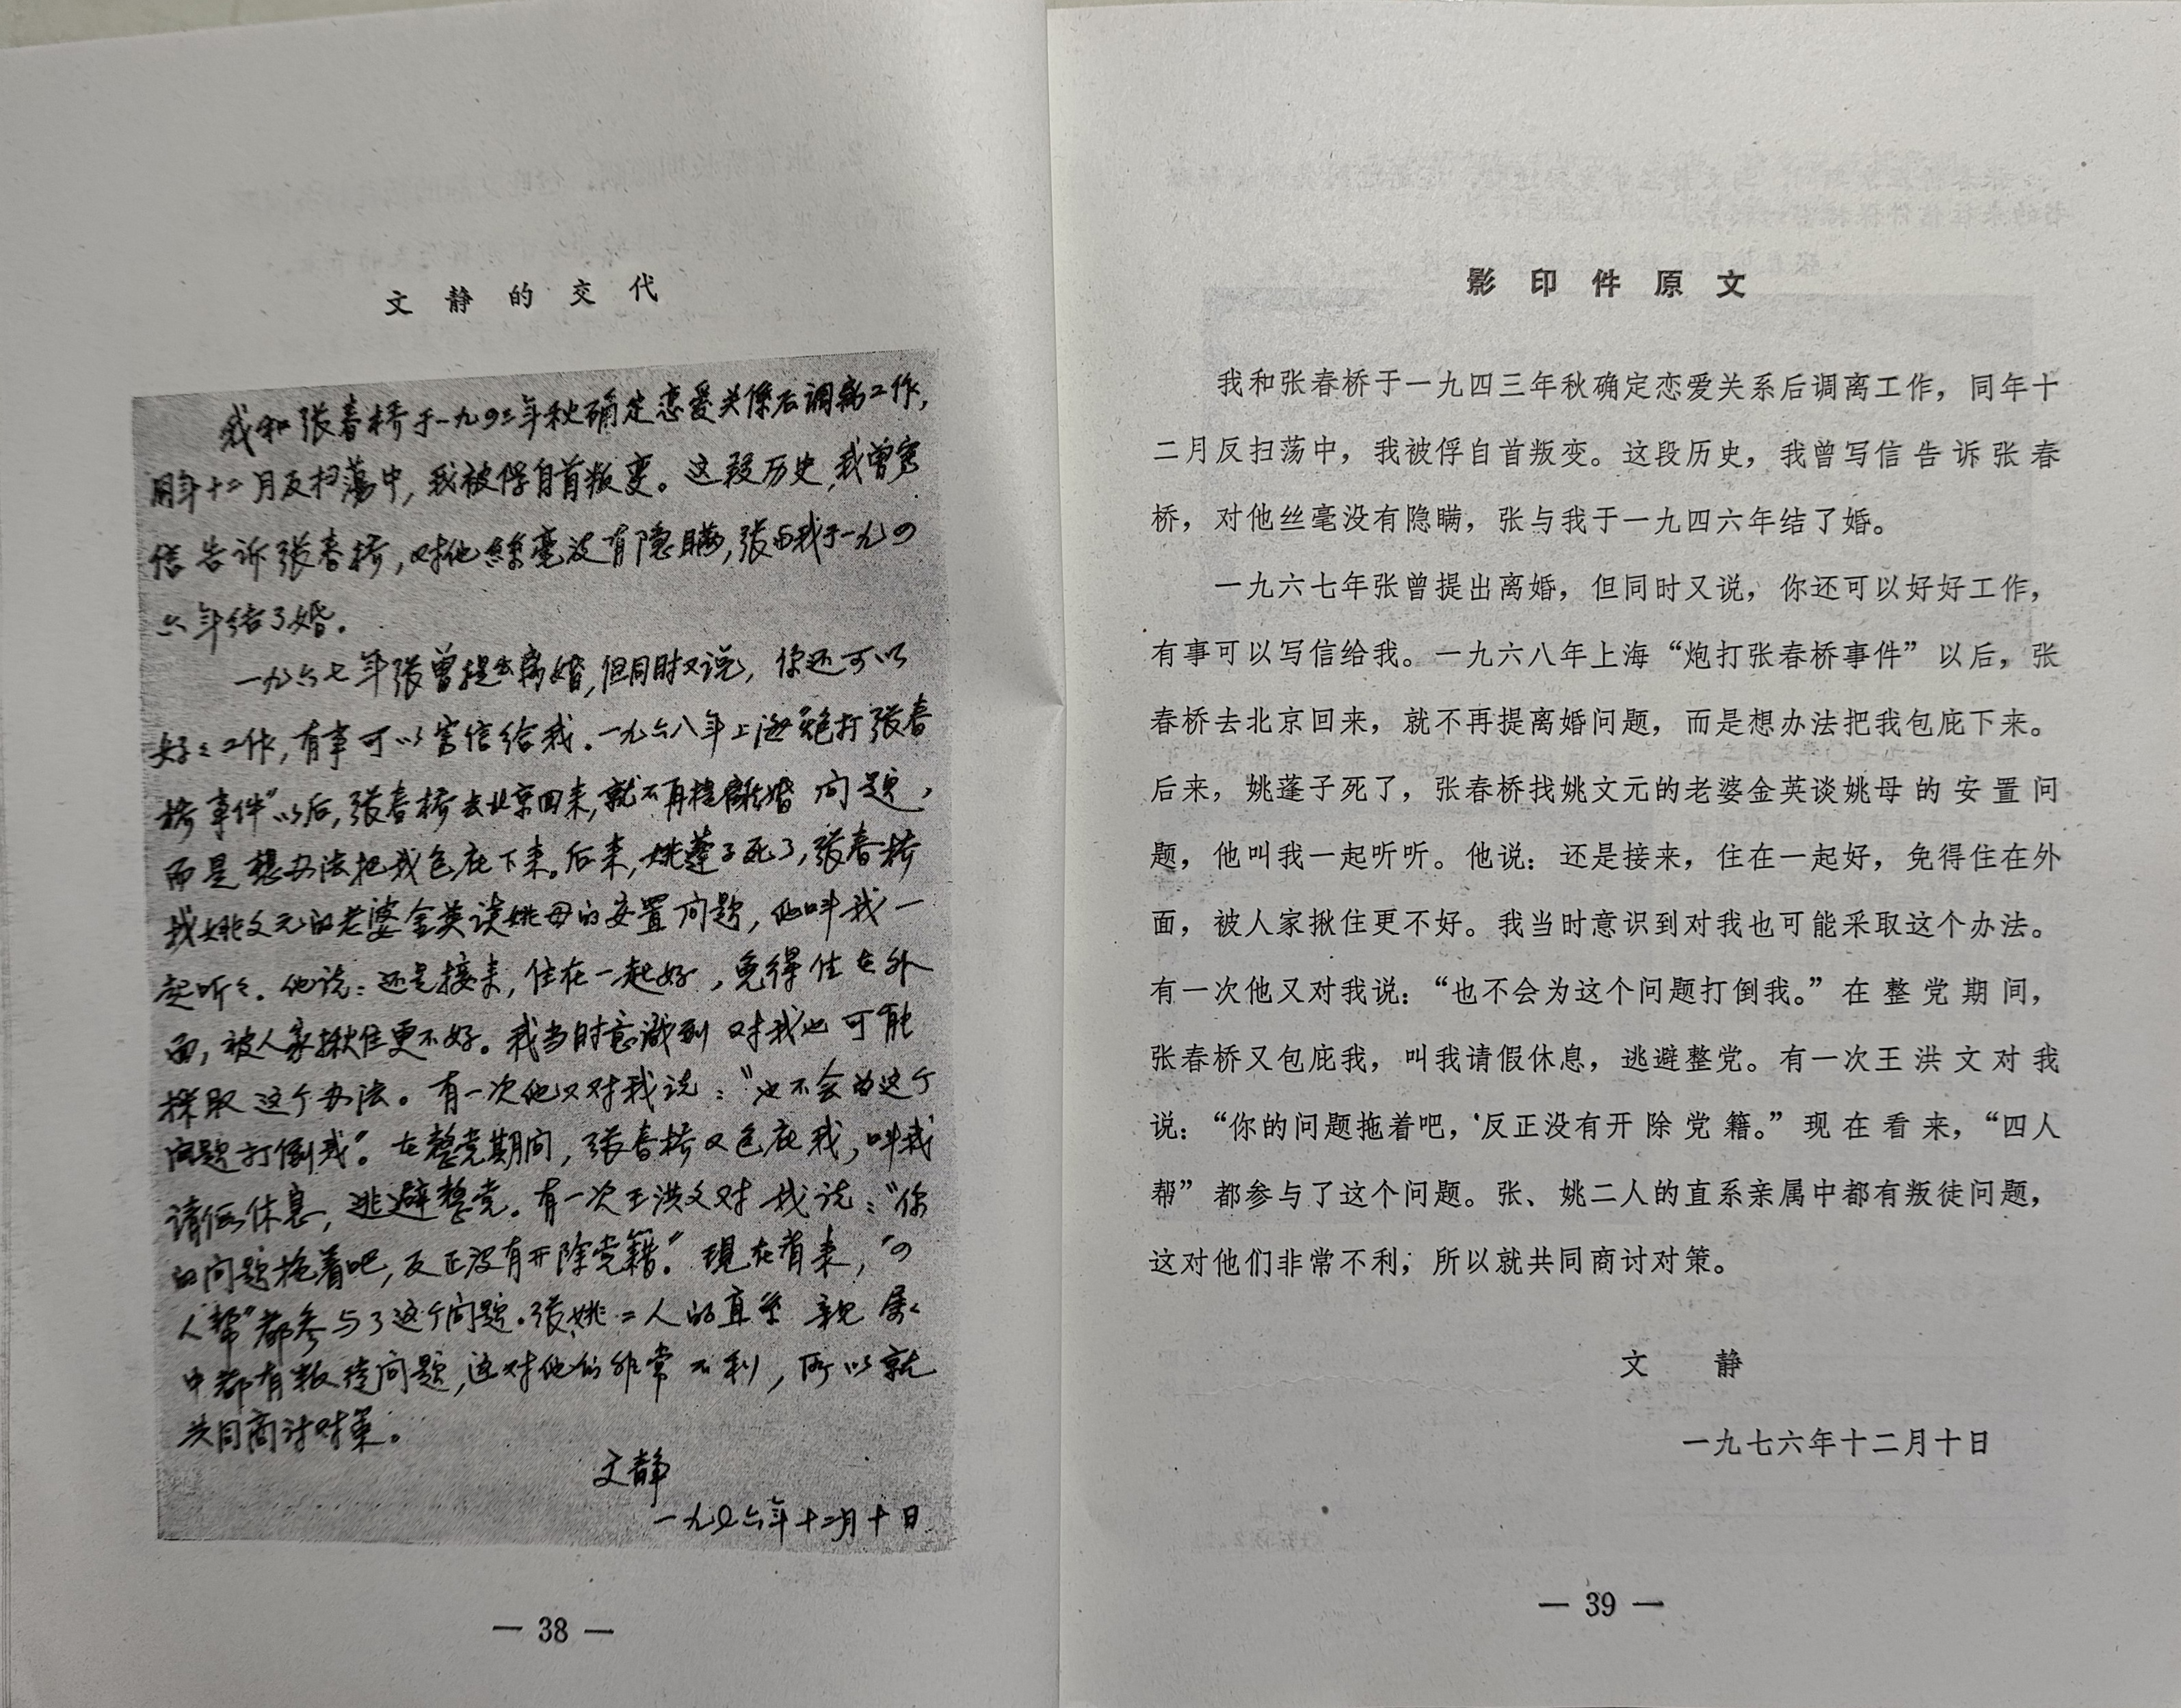 文静的交代
我和张春桥于一九四三年秋确定恋爱关係后调离工作，
同年十二月反扫荡中，我被俘自首叛变。这段历史，我曾写
信告诉张春桥，对他絲毫没有隐瞒，张与我于一九四
六年结了婚。
一九六七年张曾提出离婚，但同时又说，你还可以
好好工作，有事可以写信给我。一九六八年上海“炮打张春
桥事件”以后，张春桥去北京回来，就不再提离婚问题，
而是想办法把我包庇下来。后来，姚蓬子死了，张春桥
找姚文元的老婆金英谈姚母的安置问题，他叫我一
起听听。他说：还是接来，住在一起好，免得住在外
面，被人家揪住更不好。我当时意识到对我也可能
採取这个办法。有一次他又对我说：“也不会为这个
问题打倒我”。在整党期间，张春桥又包庇我，叫我
请假休息，逃避整党。有一次王洪文对我说：“你
的问题拖着吧，反正没有开除党籍。”现在看来，“四
人帮”都参与了这个问题。张、姚二人的直系亲属
中都有叛徒问题，这对他们非常不利，所以就
共同商讨对策。
文静
一九七六年十二月十日
— 38 —
影印件原文
我和张春桥于一九四三年秋确定恋爱关系后调离工作，同年十
二月反扫荡中，我被俘自首叛变。这段历史，我曾写信告诉张春
桥，对他丝毫没有隐瞒，张与我于一九四六年结了婚。
一九六七年张曾提出离婚，但同时又说，你还可以好好工作，
有事可以写信给我。一九六八年上海“炮打张春桥事件”以后，张
春桥去北京回来，就不再提离婚问题，而是想办法把我包庇下来。
后来，姚蓬子死了，张春桥找姚文元的老婆金英谈姚母的安置问
题，他叫我一起听听。他说：还是接来，住在一起好，免得住在外
面，被人家揪住更不好。我当时意识到对我也可能采取这个办法。
有一次他又对我说：“也不会为这个问题打倒我。”在整党期间，
张春桥又包庇我，叫我请假休息，逃避整党。有一次王洪文对我
说：“你的问题拖着吧，反正没有开除党籍。”现在看来，“四人
帮”都参与了这个问题。张、姚二人的直系亲属中都有叛徒问题，
这对他们非常不利，所以就共同商讨对策。
文静
一九七六年十二月十日
— 39 —